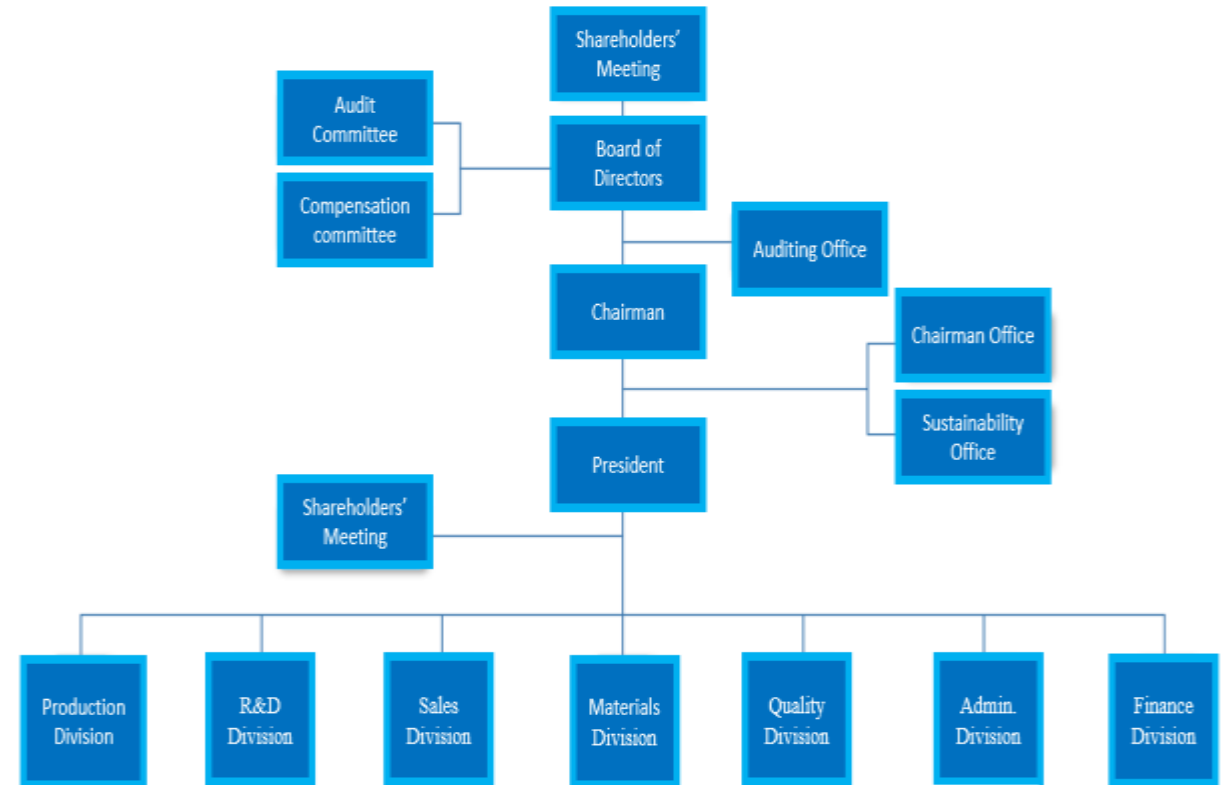 Shareholders’
Meeting
Audit
Committee
Board of
Directors
Compensation
committee
Auditing Office
Chairman
Chairman Office
Sustainability
Office
President
Shareholders’
Meeting
Production
Division
R&D
Division
Sales
Division
Materials
Division
Quality
Division
Admin.
Division
Finance
Division